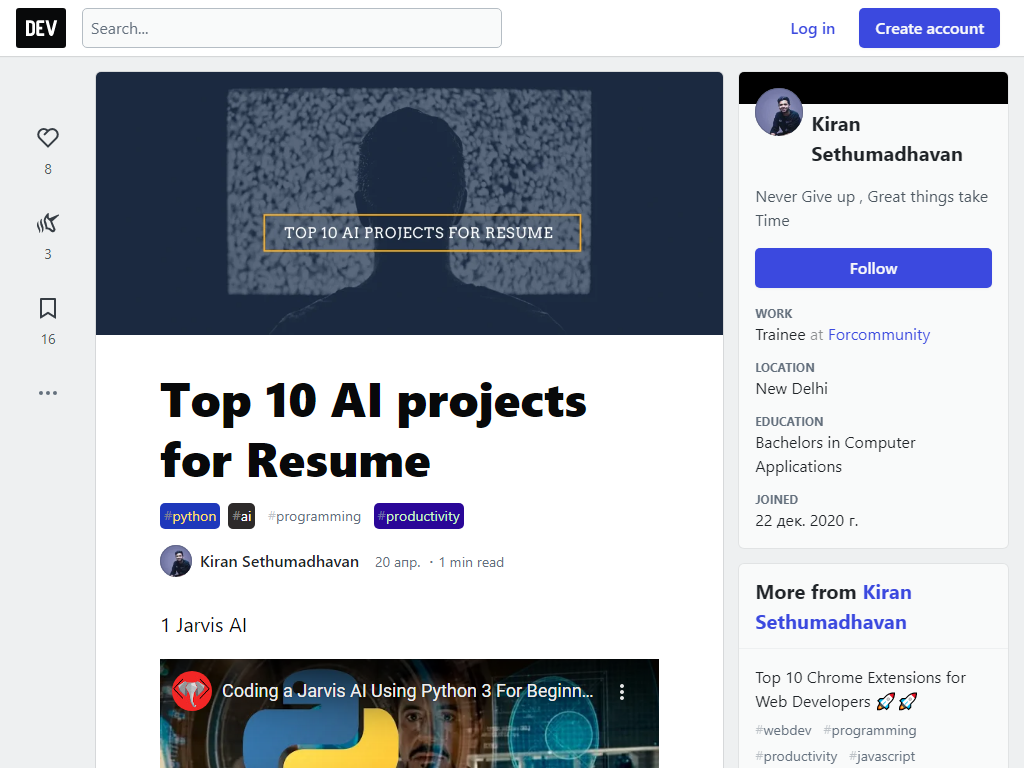 DEV
Search...
Log in
Create account
8
3
16
TOP 10 AI PROJECTS FOR RESUME
Top 10 AI projects
for Resume
#python #ai #programming #productivity
Kiran Sethumadhavan 20 апр. ・1 min read
1 Jarvis AI
Coding a Jarvis AI Using Python 3 For Beginn...
Kiran
Sethumadhavan
Never Give up , Great things take
Time
Follow
WORK
Trainee at Forcommunity
LOCATION
New Delhi
EDUCATION
Bachelors in Computer
Applications
JOINED
22 дек. 2020 г.
More from Kiran
Sethumadhavan
Top 10 Chrome Extensions for
Web Developers 🚀 🚀
#webdev #programming
#productivity #javascript